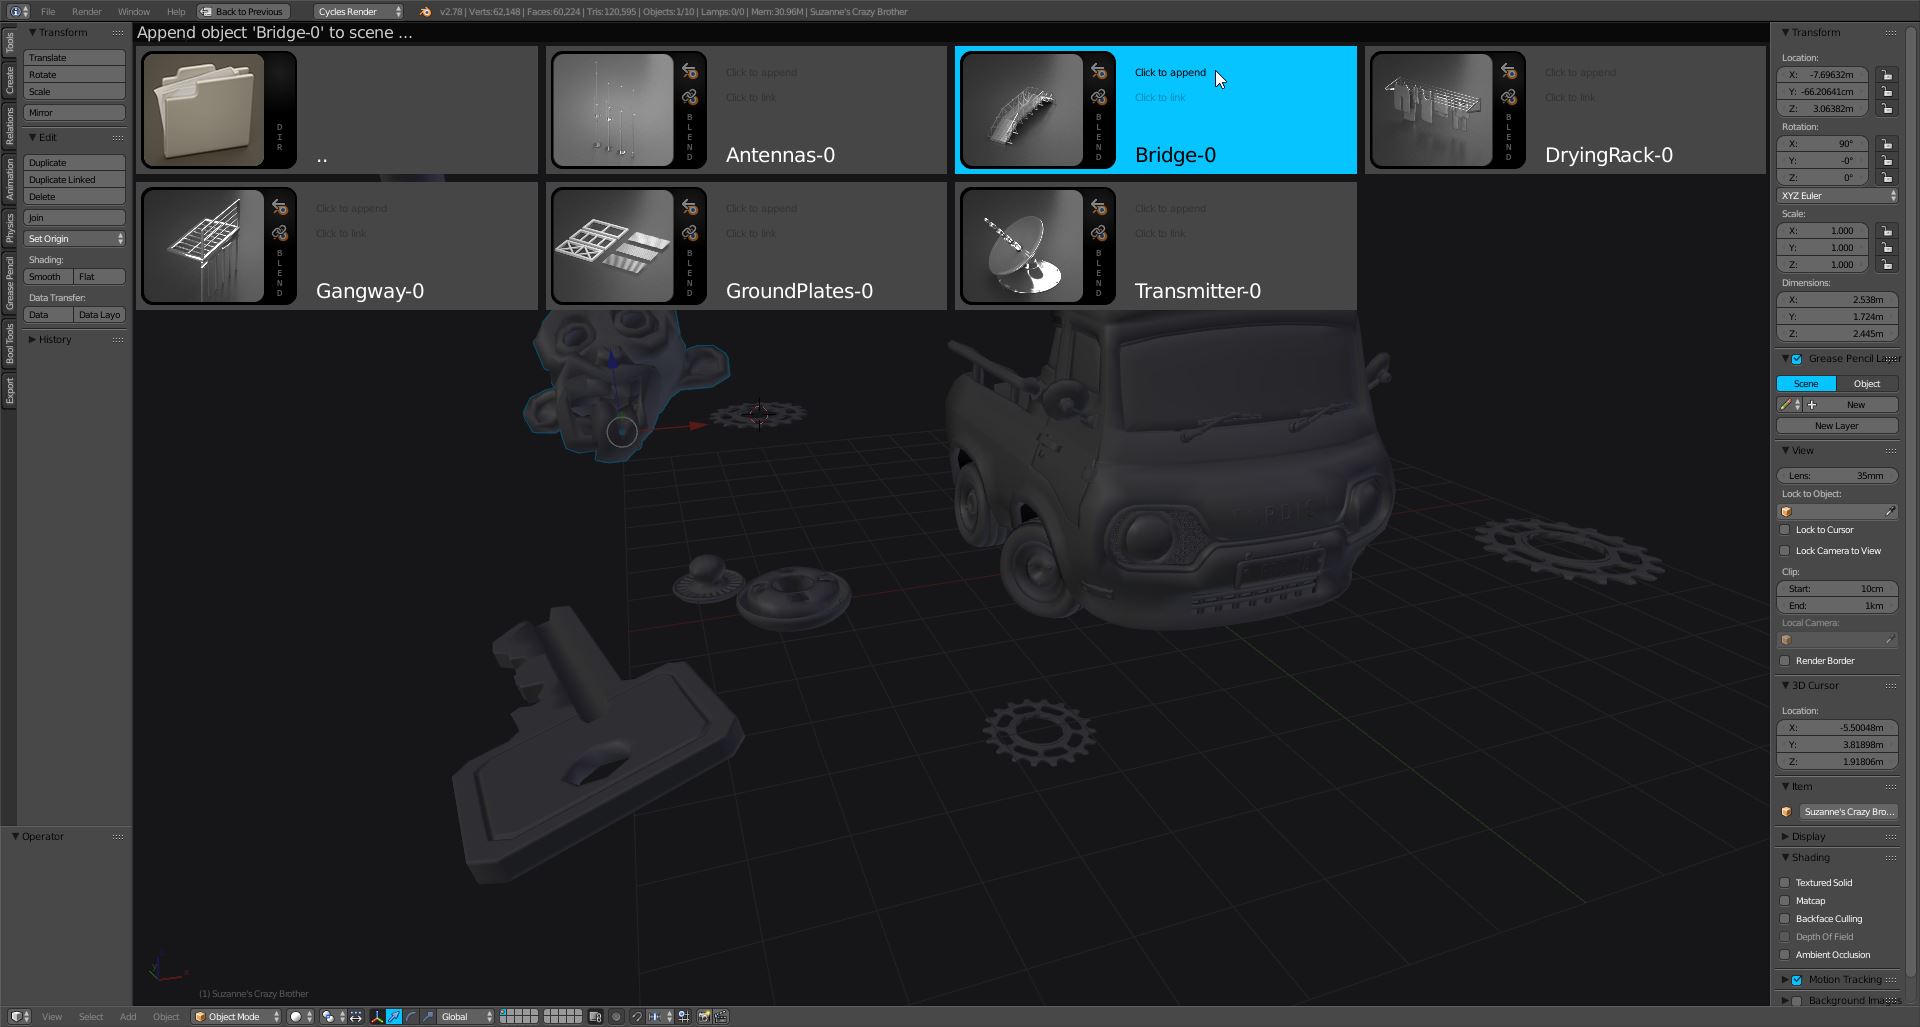 File Render Window Help Back to Previous Cycles Render v2.78 | Verts:62,148 | Faces:60,224 | Tris:120,595 | Objects:1/10 | Lamps:0/0 | Mem:30.96M | Suzanne's Crazy Brother
Tools
Create
Relations
Animation
Physics
Grease Pencil
Bool Tools
Export
Transform
Translate
Rotate
Scale
Mirror
Edit
Duplicate
Duplicate Linked
Delete
Join
Set Origin
Shading:
Smooth Flat
Data Transfer:
Data Data Layo
History
Operator
Append object 'Bridge-0' to scene ...
DIR
..
Click to append
Click to link
BLEND
Antennas-0
Click to append
Click to link
BLEND
Bridge-0
Click to append
Click to link
BLEND
DryingRack-0
Click to append
Click to link
BLEND
Gangway-0
Click to append
Click to link
BLEND
GroundPlates-0
Click to append
Click to link
BLEND
Transmitter-0
(1) Suzanne's Crazy Brother
Transform
Location:
X: -7.69632m
Y: -66.20641cm
Z: 3.06382m
Rotation:
X: 90°
Y: -0°
Z: 0°
XYZ Euler
Scale:
X: 1.000
Y: 1.000
Z: 1.000
Dimensions:
X: 2.538m
Y: 1.724m
Z: 2.445m
Grease Pencil Layer
Scene Object
New
New Layer
View
Lens: 35mm
Lock to Object:
Lock to Cursor
Lock Camera to View
Clip:
Start: 10cm
End: 1km
Local Camera:
Render Border
3D Cursor
Location:
X: -5.50048m
Y: 3.81898m
Z: 1.91806m
Item
Suzanne's Crazy Bro...
Display
Shading
Textured Solid
Matcap
Backface Culling
Depth Of Field
Ambient Occlusion
Motion Tracking
Background Images
View Select Add Object Object Mode Global